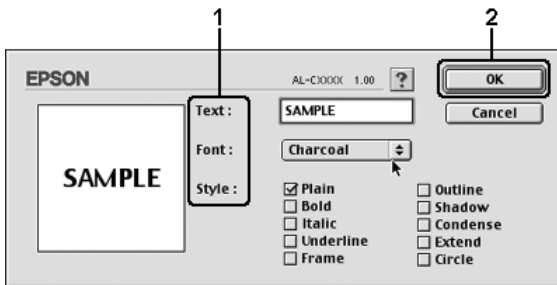 1
2
EPSON
AL-CXXXX 1.00 ?
OK
Text :
SAMPLE
Cancel
Font :
Charcoal
SAMPLE
Style :
Plain
Outline
Bold
Shadow
Italic
Condense
Underline
Extend
Frame
Circle